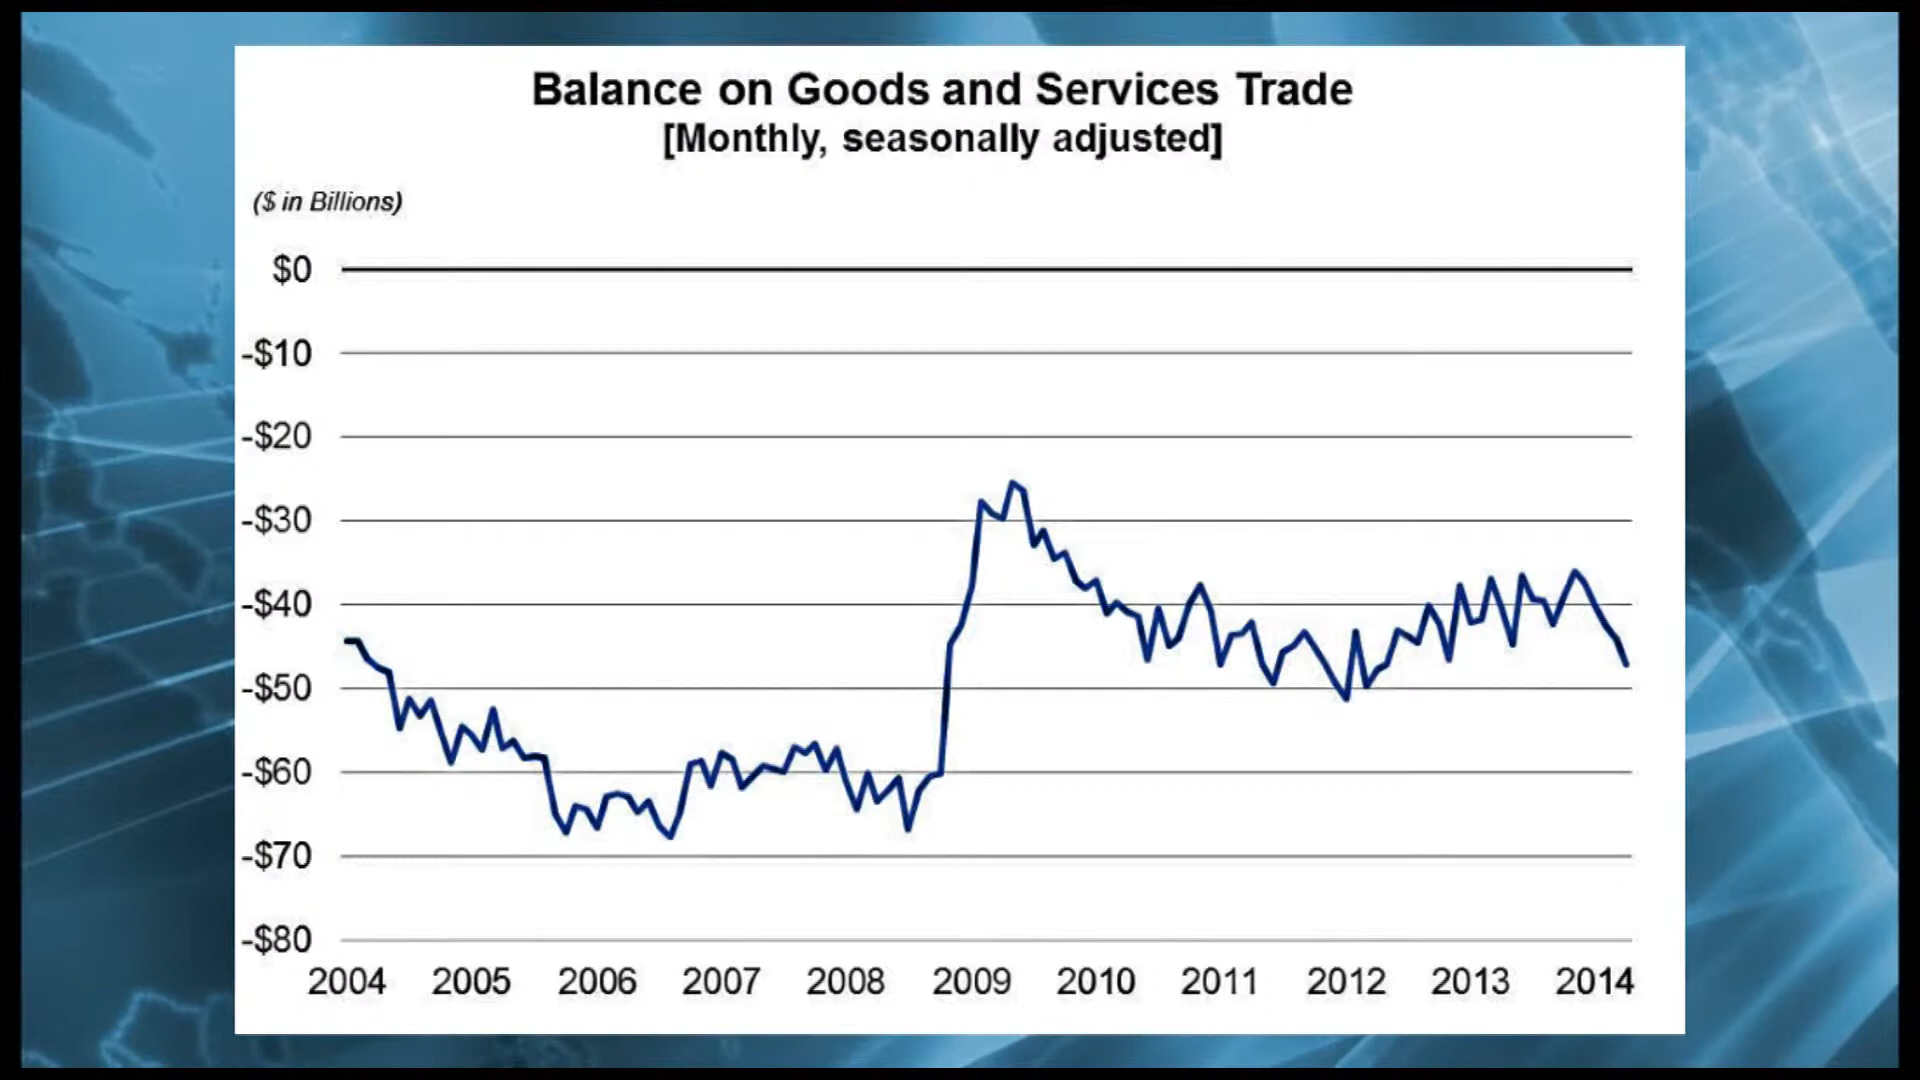 Balance on Goods and Services Trade
[Monthly, seasonally adjusted]
($ in Billions)
$0
-$10
-$20
-$30
-$40
-$50
-$60
-$70
-$80
2004 2005 2006 2007 2008 2009 2010 2011 2012 2013 2014